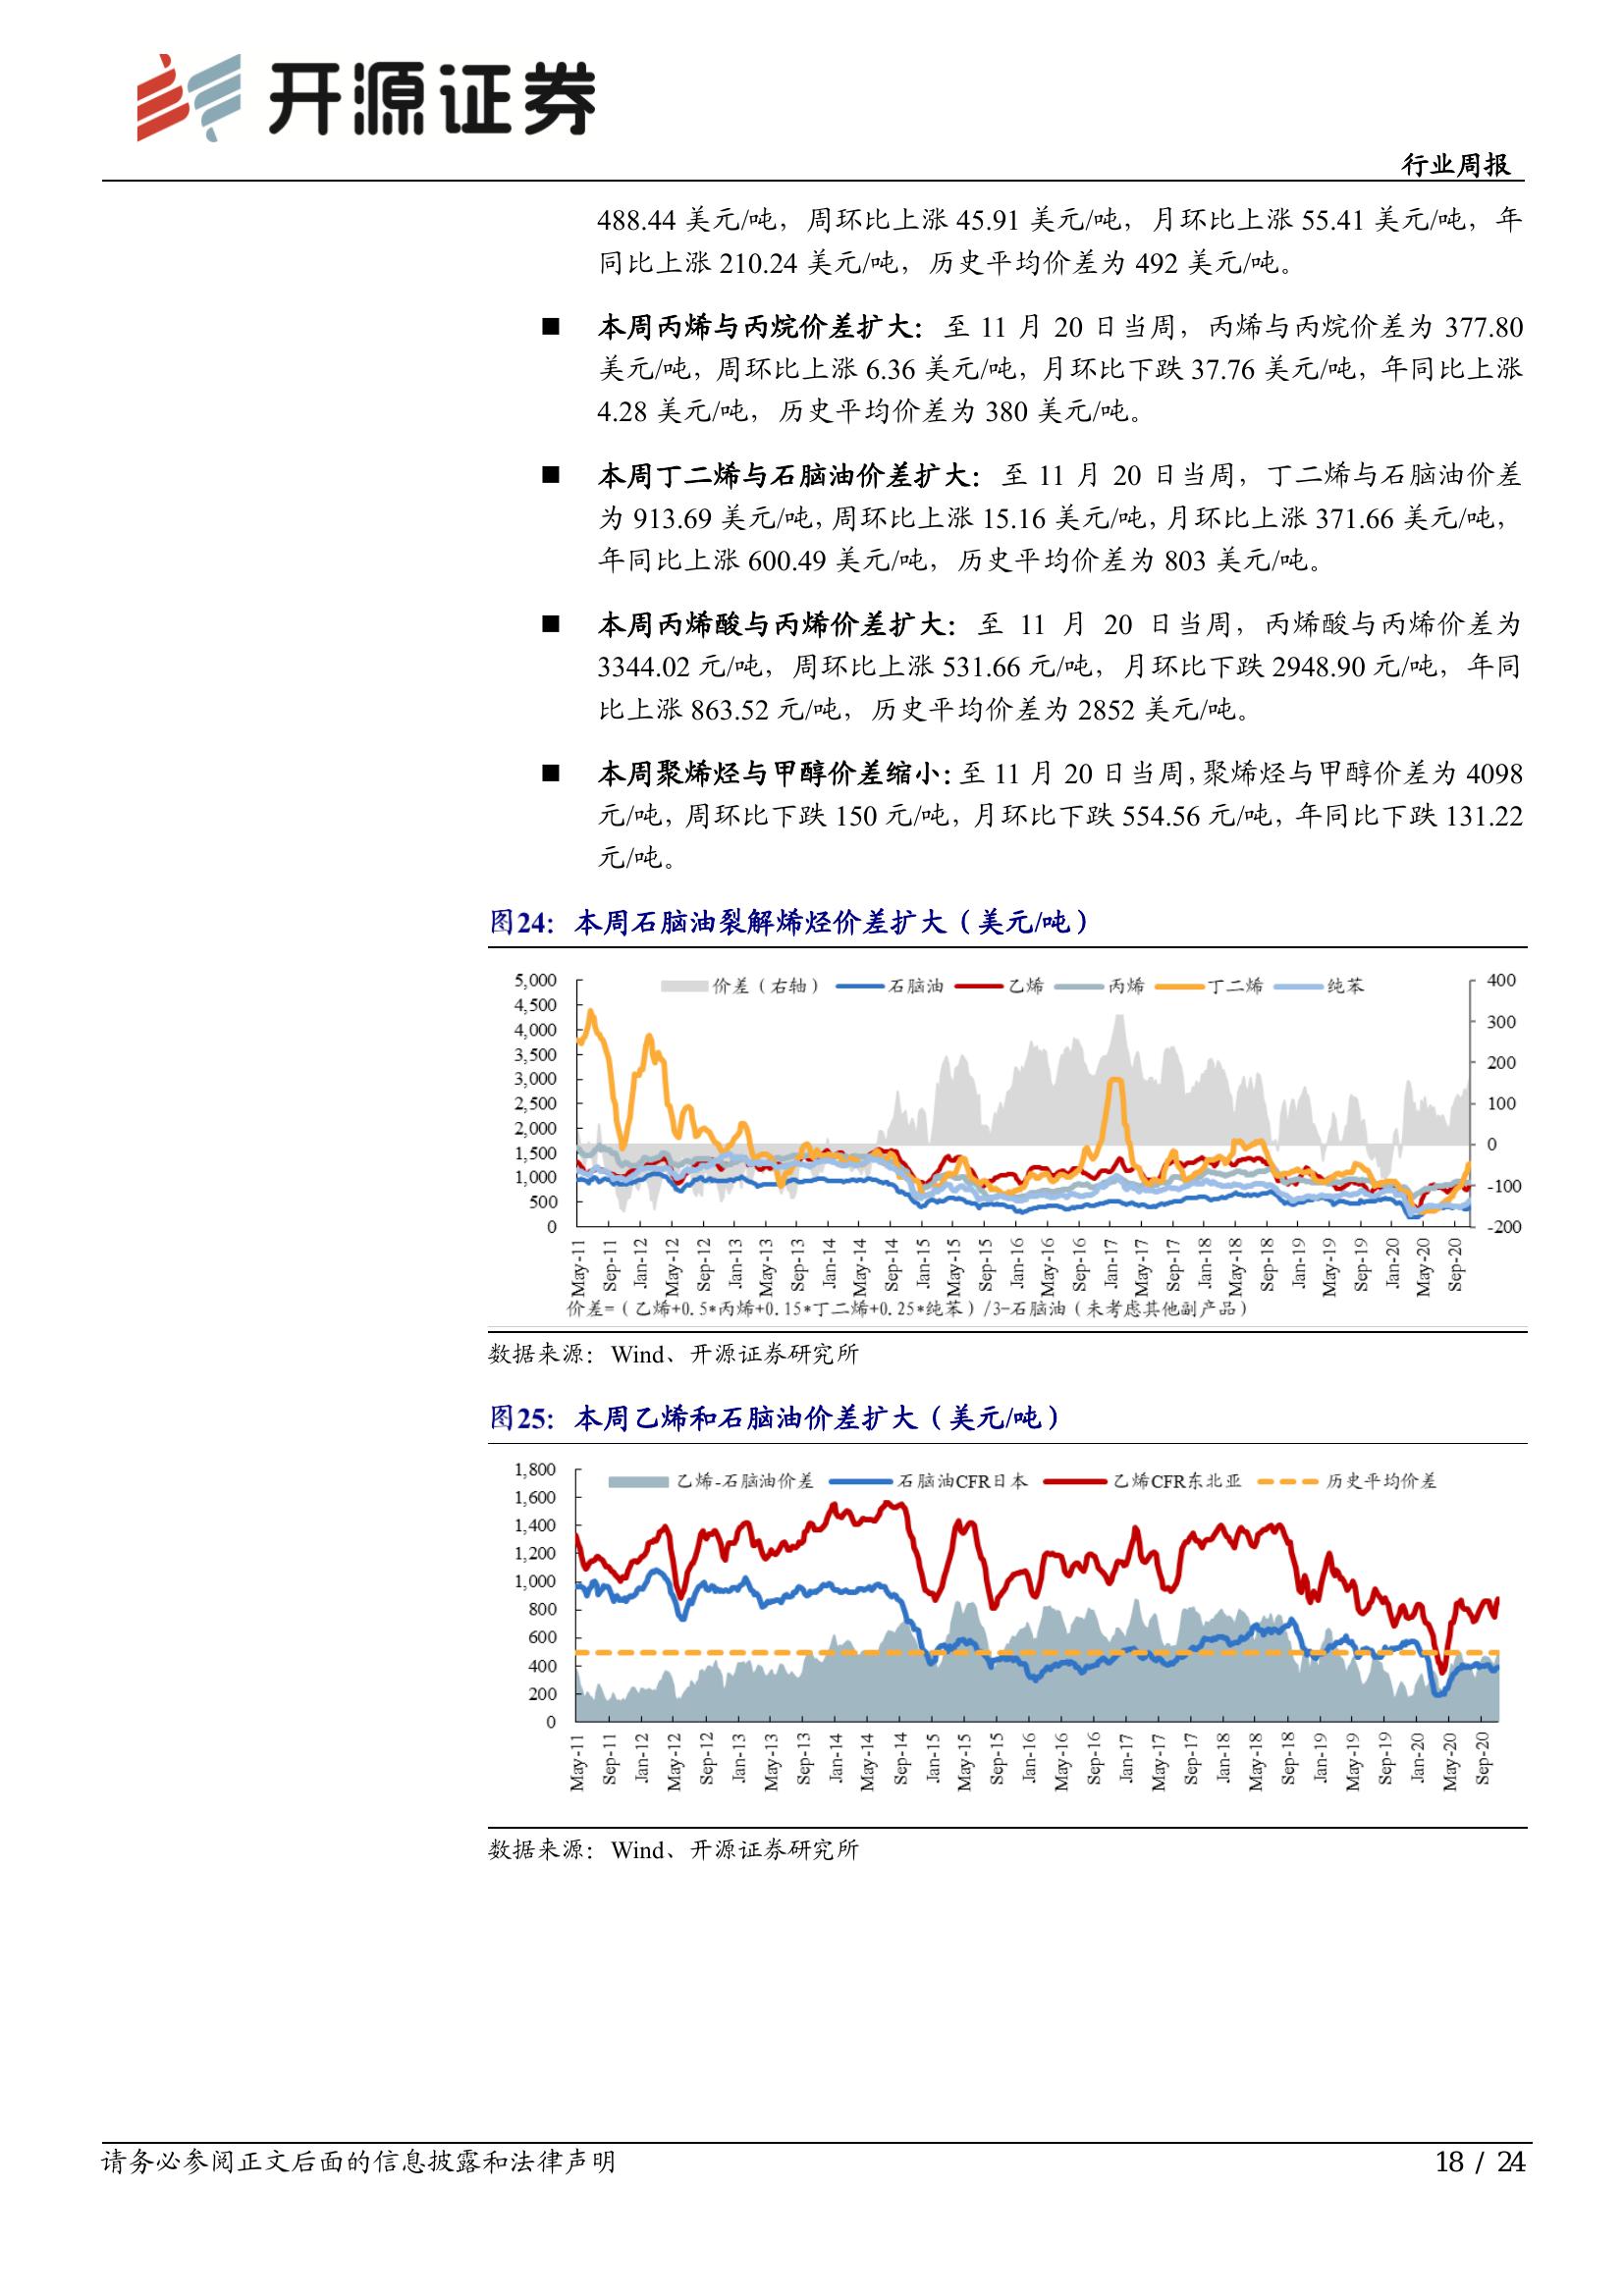 开源证券
行业周报
488.44 美元/吨，周环比上涨 45.91 美元/吨，月环比上涨 55.41 美元/吨，年
同比上涨 210.24 美元/吨，历史平均价差为 492 美元/吨。
■ 本周丙烯与丙烷价差扩大：至 11 月 20 日当周，丙烯与丙烷价差为 377.80
美元/吨，周环比上涨 6.36 美元/吨，月环比下跌 37.76 美元/吨，年同比上涨
4.28 美元/吨，历史平均价差为 380 美元/吨。
■ 本周丁二烯与石脑油价差扩大：至 11 月 20 日当周，丁二烯与石脑油价差
为 913.69 美元/吨，周环比上涨 15.16 美元/吨，月环比上涨 371.66 美元/吨，
年同比上涨 600.49 美元/吨，历史平均价差为 803 美元/吨。
■ 本周丙烯酸与丙烯价差扩大：至 11 月 20 日当周，丙烯酸与丙烯价差为
3344.02 元/吨，周环比上涨 531.66 元/吨，月环比下跌 2948.90 元/吨，年同
比上涨 863.52 元/吨，历史平均价差为 2852 美元/吨。
■ 本周聚烯烃与甲醇价差缩小：至 11 月 20 日当周，聚烯烃与甲醇价差为 4098
元/吨，周环比下跌 150 元/吨，月环比下跌 554.56 元/吨，年同比下跌 131.22
元/吨。
图24：本周石脑油裂解烯烃价差扩大（美元/吨）
价差（右轴） 石脑油 乙烯 丙烯 丁二烯 纯苯
5,000
4,500
4,000
3,500
3,000
2,500
2,000
1,500
1,000
500
0
400
300
200
100
0
-100
-200
May-11 Sep-11 Jan-12 May-12 Sep-12 Jan-13 May-13 Sep-13 Jan-14 May-14 Sep-14 Jan-15 May-15 Sep-15 Jan-16 May-16 Sep-16 Jan-17 May-17 Sep-17 Jan-18 May-18 Sep-18 Jan-19 May-19 Sep-19 Jan-20 May-20 Sep-20
价差=（乙烯+0.5*丙烯+0.15*丁二烯+0.25*纯苯）/3-石脑油（未考虑其他副产品）
数据来源：Wind、开源证券研究所
图25：本周乙烯和石脑油价差扩大（美元/吨）
乙烯-石脑油价差 石脑油CFR日本 乙烯CFR东北亚 历史平均价差
1,800
1,600
1,400
1,200
1,000
800
600
400
200
0
May-11 Sep-11 Jan-12 May-12 Sep-12 Jan-13 May-13 Sep-13 Jan-14 May-14 Sep-14 Jan-15 May-15 Sep-15 Jan-16 May-16 Sep-16 Jan-17 May-17 Sep-17 Jan-18 May-18 Sep-18 Jan-19 May-19 Sep-19 Jan-20 May-20 Sep-20
数据来源：Wind、开源证券研究所
请务必参阅正文后面的信息披露和法律声明
18 / 24